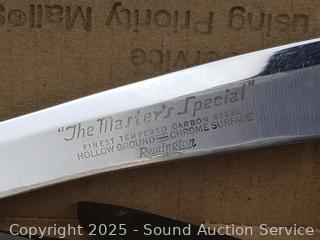 using
Priority Mail
service
"The Master's Special"
FINEST TEMPERED CARBON STEEL
HOLLOW GROUND = CHROME SURFACE
Remington
Copyright 2025 - Sound Auction Service